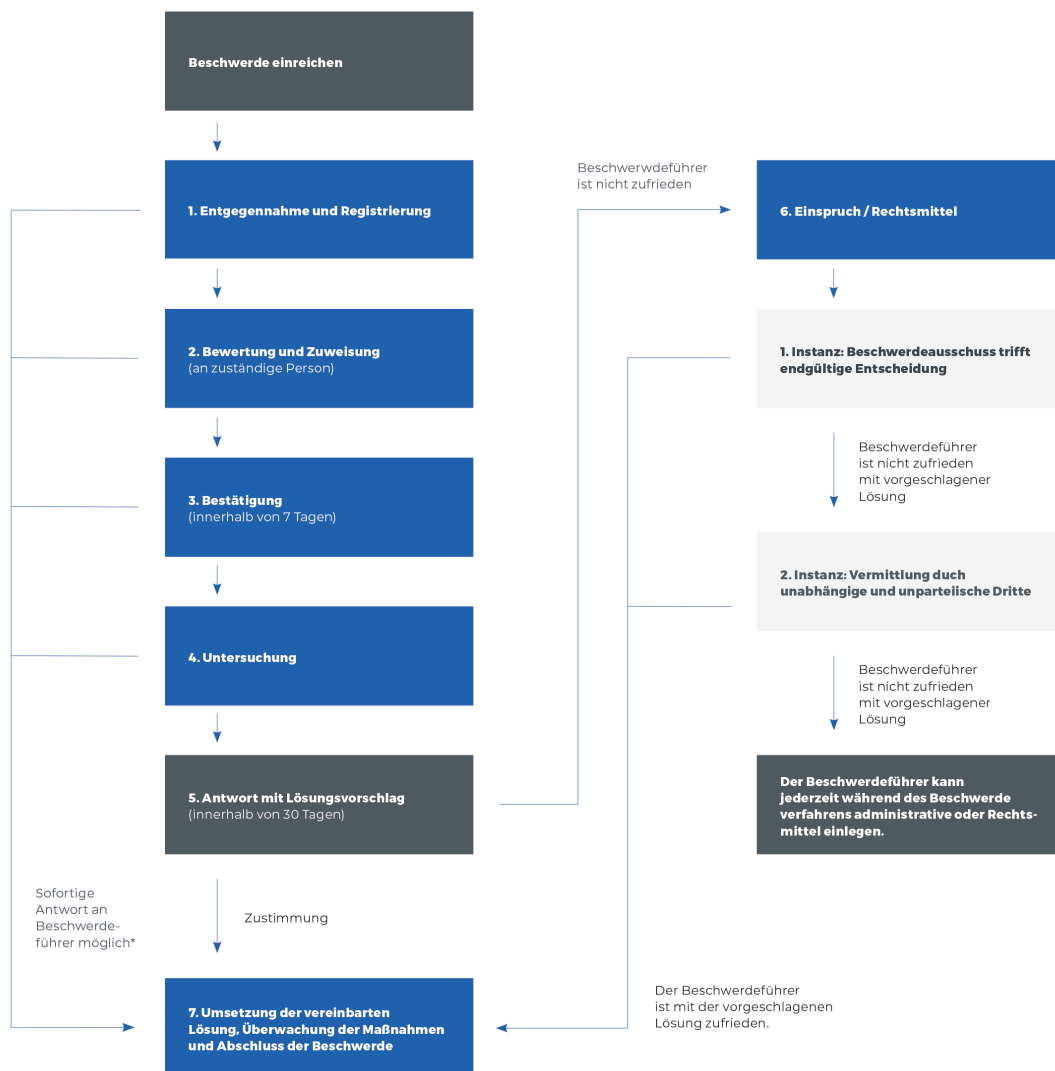 Beschwerde einreichen
1. Entgegennahme und Registrierung
2. Bewertung und Zuweisung
(an zuständige Person)
3. Bestätigung
(innerhalb von 7 Tagen)
4. Untersuchung
5. Antwort mit Lösungsvorschlag
(innerhalb von 30 Tagen)
Sofortige
Antwort an
Beschwerde-
führer möglich*
Zustimmung
7. Umsetzung der vereinbarten
Lösung, Überwachung der Maßnahmen
und Abschluss der Beschwerde
Beschwerwdeführer
ist nicht zufrieden
6. Einspruch / Rechtsmittel
1. Instanz: Beschwerdeausschuss trifft
endgültige Entscheidung
Beschwerdeführer
ist nicht zufrieden
mit vorgeschlagener
Lösung
2. Instanz: Vermittlung duch
unabhängige und unparteiische Dritte
Beschwerdeführer
ist nicht zufrieden
mit vorgeschlagener
Lösung
Der Beschwerdeführer kann
jederzeit während des Beschwerde
verfahrens administrative oder Rechts-
mittel einlegen.
Der Beschwerdeführer
ist mit der vorgeschlagenen
Lösung zufrieden.